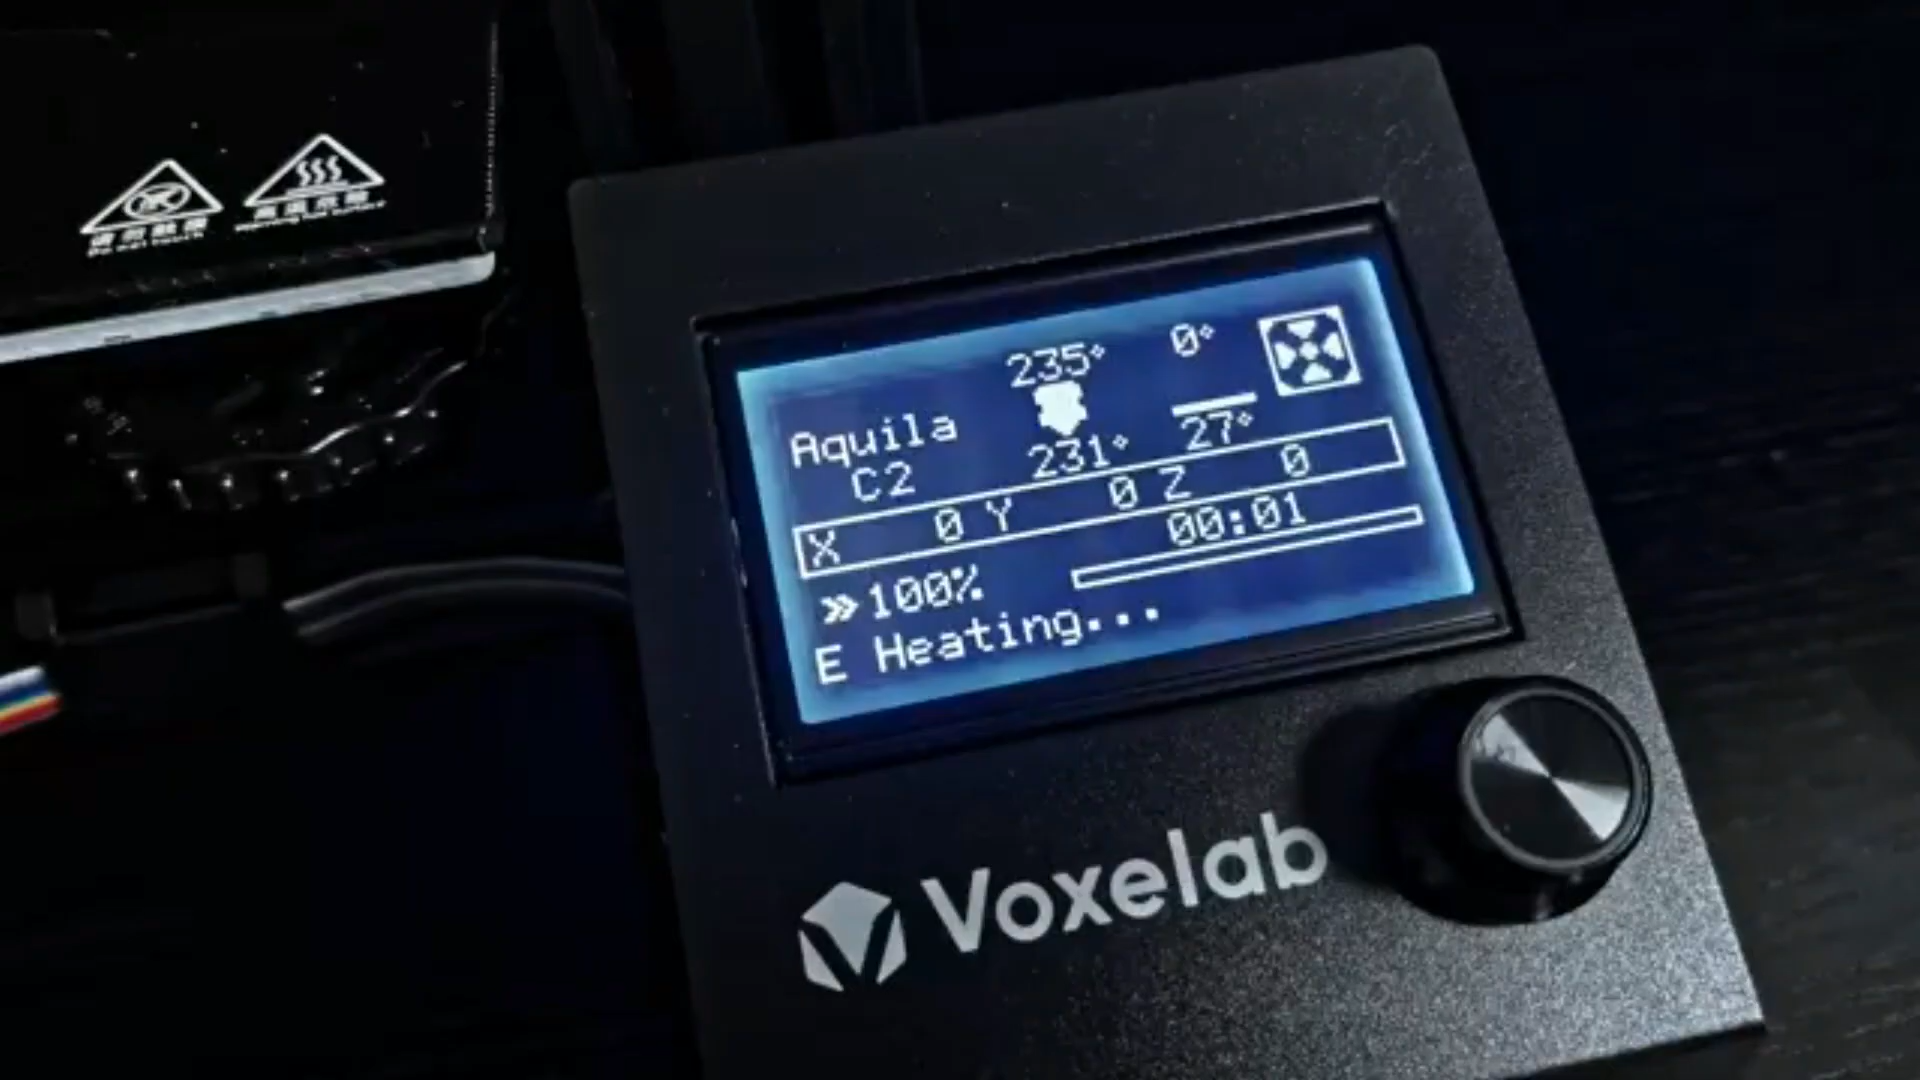 235° 0°
Aquila
C2
231° 27°
X 0 Y 0 Z 0
00:01
»100%
E Heating...
Voxelab